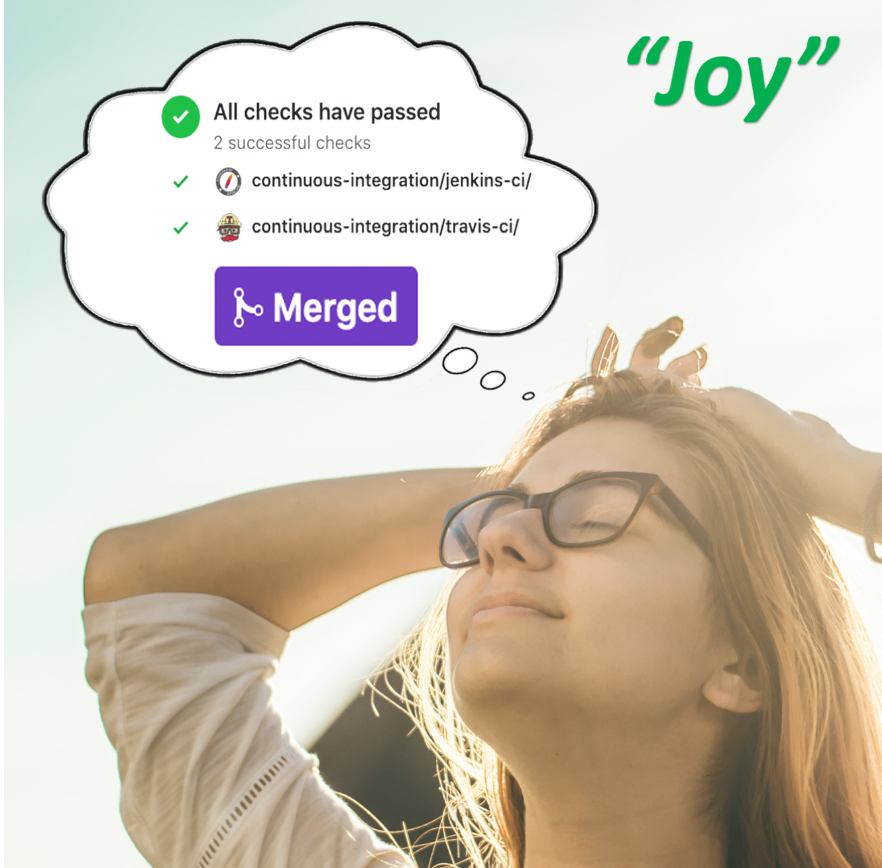 “Joy”
All checks have passed
2 successful checks
continuous-integration/jenkins-ci/
continuous-integration/travis-ci/
Merged